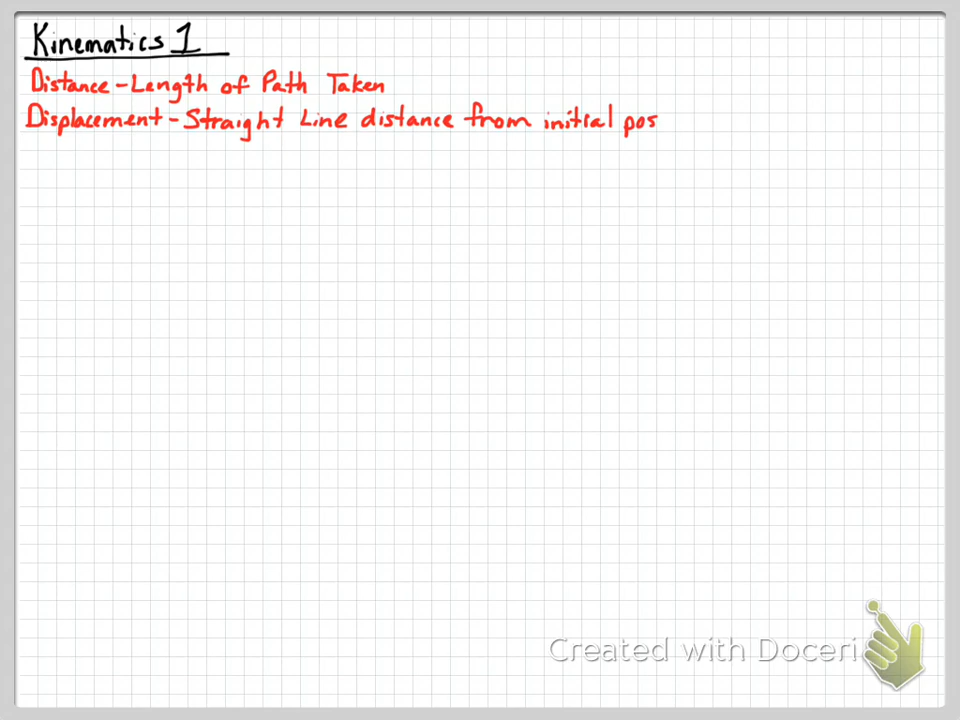 Kinematics 1
Distance - Length of Path Taken
Displacement - Straight Line distance from initial pos
Created with Doceri